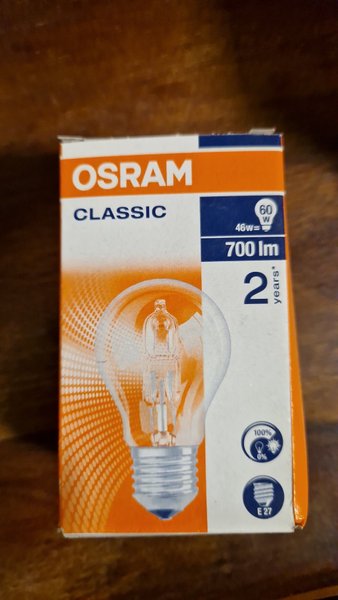 OSRAM
CLASSIC
60
W
46w=
700 lm
2 years*
100%
0%
E 27